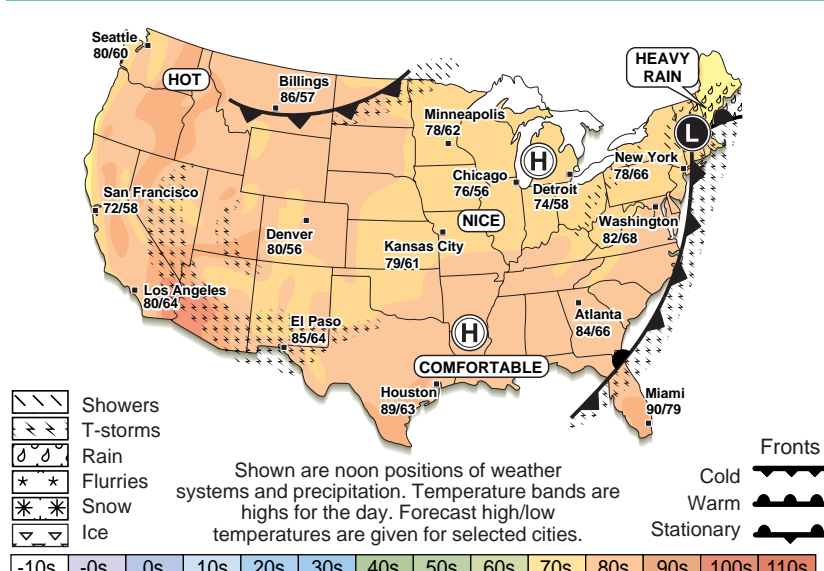 Seattle
80/60
HOT
Billings
86/57
HEAVY
RAIN
Minneapolis
78/62
L
H
New York
78/66
Chicago
76/56
Detroit
74/58
San Francisco
72/58
NICE
Washington
82/68
Denver
80/56
Kansas City
79/61
Los Angeles
80/64
El Paso
85/64
H
Atlanta
84/66
COMFORTABLE
Houston
89/63
Miami
90/79
Showers
T-storms
Rain
Flurries
Snow
Ice
Shown are noon positions of weather
systems and precipitation. Temperature bands are
highs for the day. Forecast high/low
temperatures are given for selected cities.
Fronts
Cold
Warm
Stationary
-10s -0s 0s 10s 20s 30s 40s 50s 60s 70s 80s 90s 100s 110s